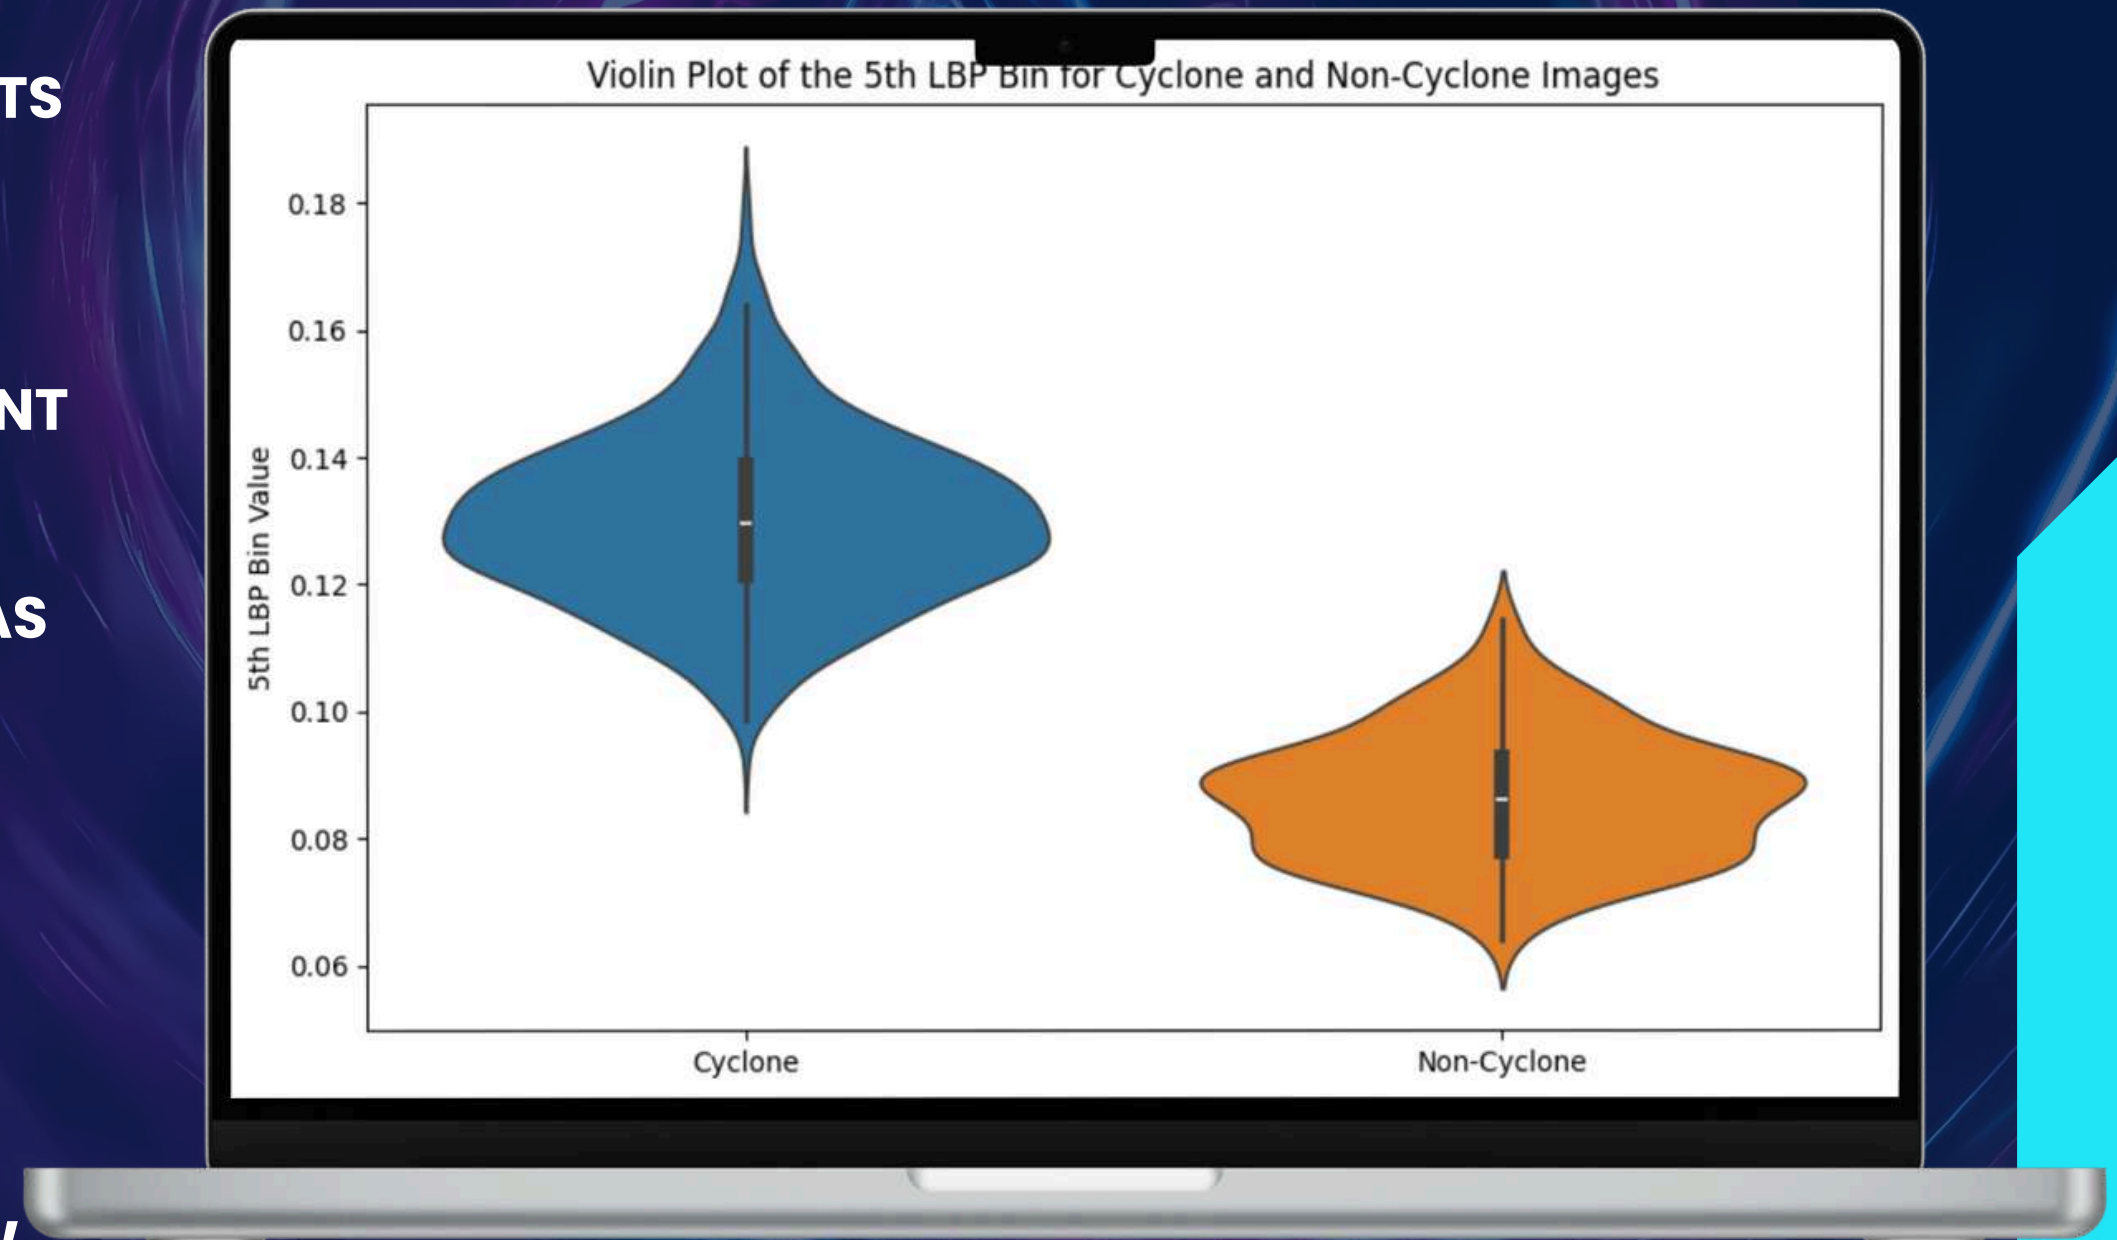 TS
NT
AS
Violin Plot of the 5th LBP Bin for Cyclone and Non-Cyclone Images
5th LBP Bin Value
0.18
0.16
0.14
0.12
0.10
0.08
0.06
Cyclone
Non-Cyclone